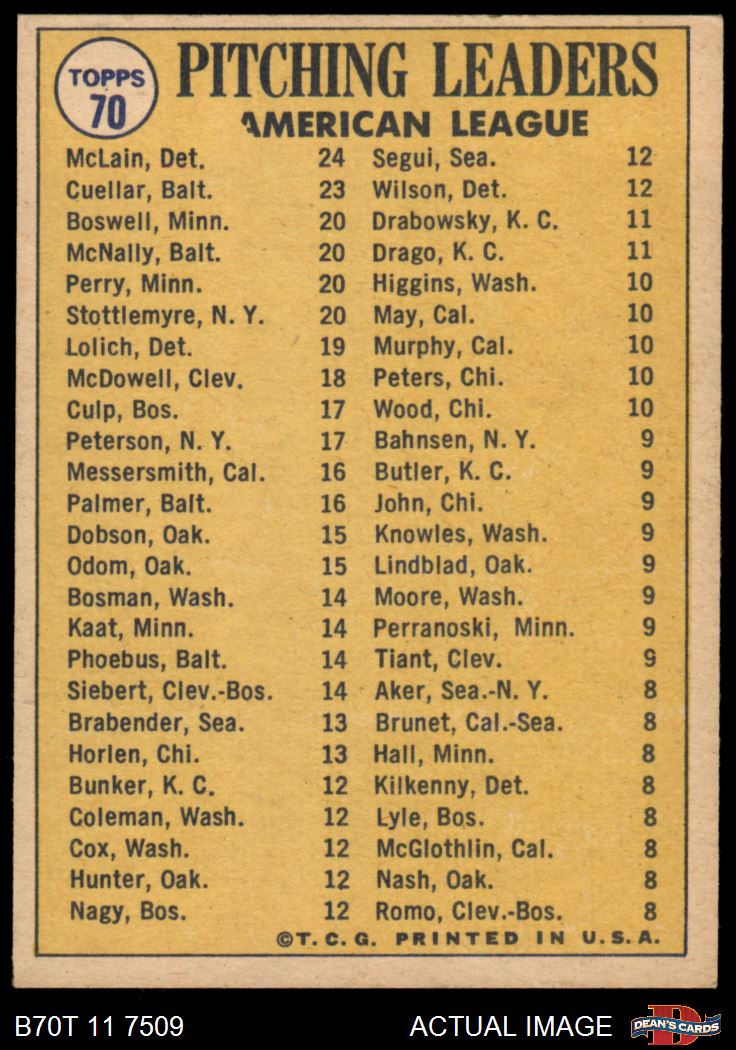 TOPPS
70
PITCHING LEADERS
AMERICAN LEAGUE
McLain, Det. 24
Cuellar, Balt. 23
Boswell, Minn. 20
McNally, Balt. 20
Perry, Minn. 20
Stottlemyre, N. Y. 20
Lolich, Det. 19
McDowell, Clev. 18
Culp, Bos. 17
Peterson, N. Y. 17
Messersmith, Cal. 16
Palmer, Balt. 16
Dobson, Oak. 15
Odom, Oak. 15
Bosman, Wash. 14
Kaat, Minn. 14
Phoebus, Balt. 14
Siebert, Clev.-Bos. 14
Brabender, Sea. 13
Horlen, Chi. 13
Bunker, K. C. 12
Coleman, Wash. 12
Cox, Wash. 12
Hunter, Oak. 12
Nagy, Bos. 12
Segui, Sea. 12
Wilson, Det. 12
Drabowsky, K. C. 11
Drago, K. C. 11
Higgins, Wash. 10
May, Cal. 10
Murphy, Cal. 10
Peters, Chi. 10
Wood, Chi. 10
Bahnsen, N. Y. 9
Butler, K. C. 9
John, Chi. 9
Knowles, Wash. 9
Lindblad, Oak. 9
Moore, Wash. 9
Perranoski, Minn. 9
Tiant, Clev. 9
Aker, Sea.-N. Y. 8
Brunet, Cal.-Sea. 8
Hall, Minn. 8
Kilkenny, Det. 8
Lyle, Bos. 8
McGlothlin, Cal. 8
Nash, Oak. 8
Romo, Clev.-Bos. 8
©T. C. G. PRINTED IN U. S. A.
B70T 11 7509
ACTUAL IMAGE
D
DEAN'S CARDS